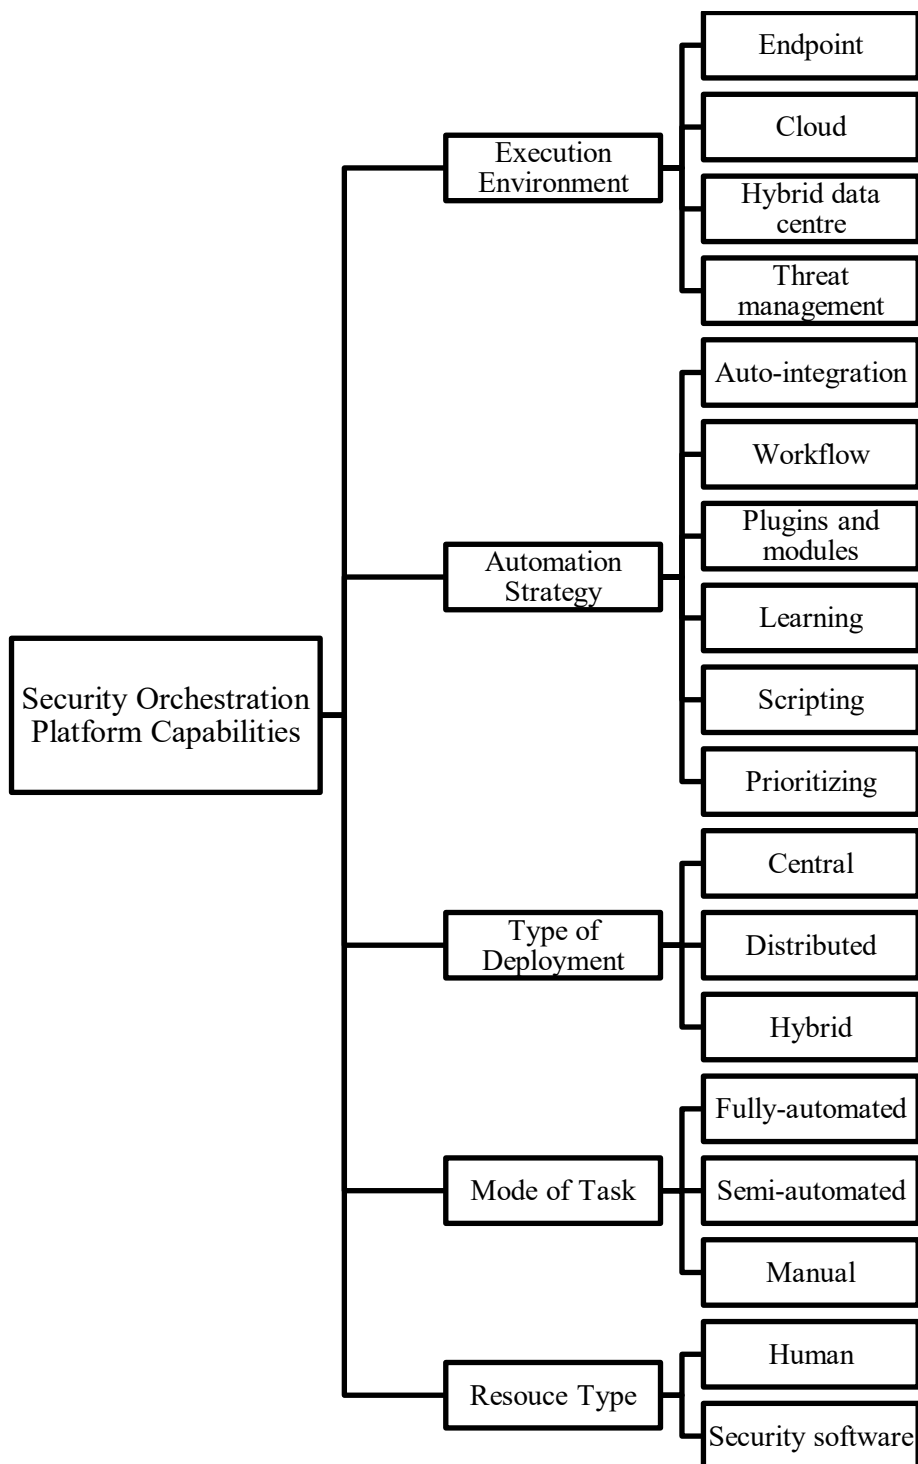 Endpoint
Cloud
Execution
Environment
Hybrid data
centre
Threat
management
Auto-integration
Workflow
Plugins and
modules
Automation
Strategy
Learning
Scripting
Security Orchestration
Platform Capabilities
Prioritizing
Central
Type of
Deployment
Distributed
Hybrid
Fully-automated
Mode of Task
Semi-automated
Manual
Human
Resouce Type
Security software